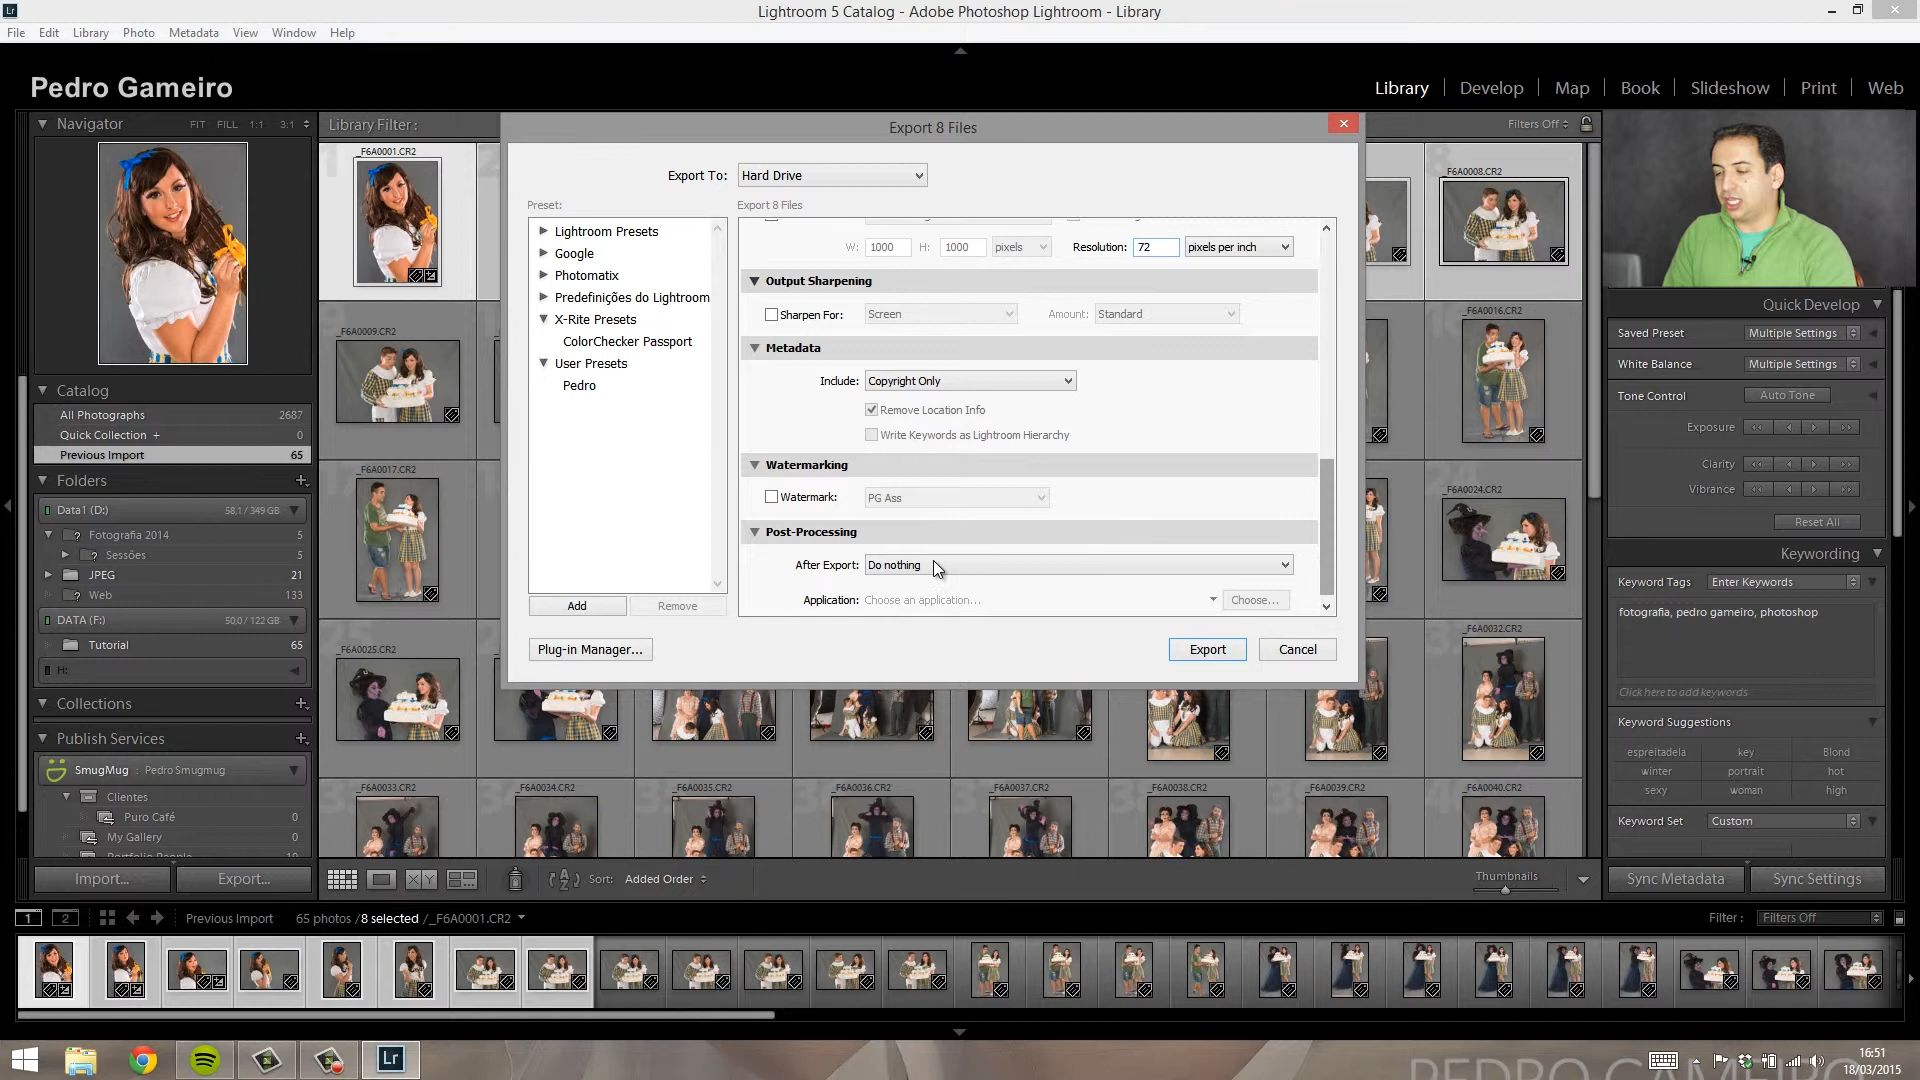 Lr
Lightroom 5 Catalog - Adobe Photoshop Lightroom - Library
File Edit Library Photo Metadata View Window Help
Pedro Gameiro
Library | Develop | Map | Book | Slideshow | Print | Web
Navigator FIT FILL 1:1 3:1
Library Filter :
Filters Off
Export 8 Files
Export To: Hard Drive
Preset:
Export 8 Files
Lightroom Presets
Google
Photomatix
Predefinições do Lightroom
X-Rite Presets
ColorChecker Passport
User Presets
Pedro
Add Remove
W: 1000 H: 1000 pixels Resolution: 72 pixels per inch
Output Sharpening
Sharpen For: Screen Amount: Standard
Metadata
Include: Copyright Only
Remove Location Info
Write Keywords as Lightroom Hierarchy
Watermarking
Watermark: PG Ass
Post-Processing
After Export: Do nothing
Application: Choose an application... Choose...
Plug-in Manager... Export Cancel
Catalog
All Photographs 2687
Quick Collection + 0
Previous Import 65
Folders
Data1 (D:) 58,1 / 349 GB
Fotografia 2014 5
Sessões 5
JPEG 21
Web 133
DATA (F:) 50,0 / 122 GB
Tutorial 65
H:
Collections
Publish Services
SmugMug : Pedro Smugmug
Clientes
Puro Café 0
My Gallery 0
Portfolio People 19
Import... Export...
_F6A0001.CR2
_F6A0008.CR2
_F6A0009.CR2
_F6A0016.CR2
_F6A0017.CR2
_F6A0024.CR2
_F6A0025.CR2
_F6A0032.CR2
_F6A0033.CR2 _F6A0034.CR2 _F6A0035.CR2 _F6A0036.CR2 _F6A0037.CR2 _F6A0038.CR2 _F6A0039.CR2 _F6A0040.CR2
Quick Develop
Saved Preset Multiple Settings
White Balance Multiple Settings
Tone Control Auto Tone
Exposure
Clarity
Vibrance
Reset All
Keywording
Keyword Tags Enter Keywords
fotografia, pedro gameiro, photoshop
Click here to add keywords
Keyword Suggestions
espreitadela key Blond
winter portrait hot
sexy woman high
Keyword Set Custom
Sync Metadata Sync Settings
XY Sort: Added Order Thumbnails
1 2 Previous Import 65 photos / 8 selected / _F6A0001.CR2 Filter : Filters Off
Lr
PEDRO GAMEIRO
16:51
18/03/2015